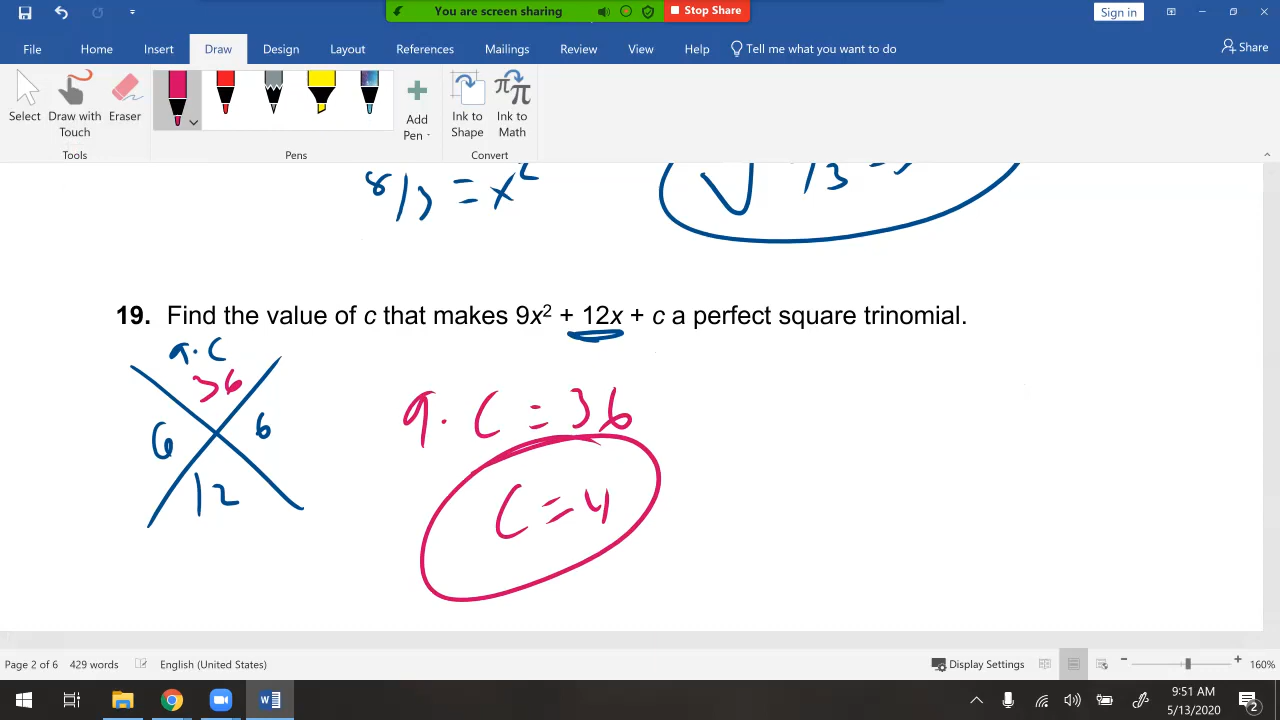 You are screen sharing
Stop Share
Sign in
File Home Insert Draw Design Layout References Mailings Review View Help Tell me what you want to do Share
Select Draw with Touch Eraser Add Pen Ink to Shape Ink to Math
Tools Pens Convert
8/3 = x²
19. Find the value of c that makes 9x² + 12x + c a perfect square trinomial.
9·C
36
6 6
12
9·C = 36
C = 4
Page 2 of 6 429 words English (United States) Display Settings 160%
9:51 AM
5/13/2020
2